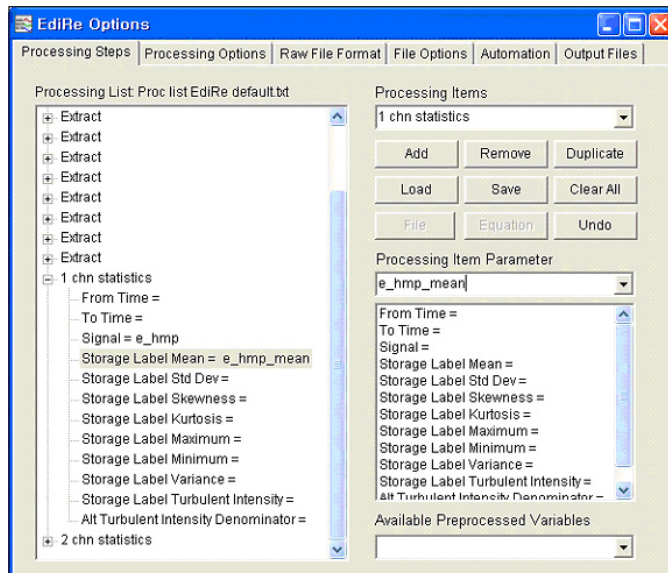 EdiRe Options
Processing Steps Processing Options Raw File Format File Options Automation Output Files
Processing List: Proc list EdiRe default.txt
Extract
Extract
Extract
Extract
Extract
Extract
Extract
Extract
1 chn statistics
From Time =
To Time =
Signal = e_hmp
Storage Label Mean = e_hmp_mean
Storage Label Std Dev =
Storage Label Skewness =
Storage Label Kurtosis =
Storage Label Maximum =
Storage Label Minimum =
Storage Label Variance =
Storage Label Turbulent Intensity =
Alt Turbulent Intensity Denominator =
2 chn statistics
Processing Items
1 chn statistics
Add Remove Duplicate
Load Save Clear All
File Equation Undo
Processing Item Parameter
e_hmp_mean
From Time =
To Time =
Signal =
Storage Label Mean =
Storage Label Std Dev =
Storage Label Skewness =
Storage Label Kurtosis =
Storage Label Maximum =
Storage Label Minimum =
Storage Label Variance =
Storage Label Turbulent Intensity =
Alt Turbulent Intensity Denominator =
Available Preprocessed Variables